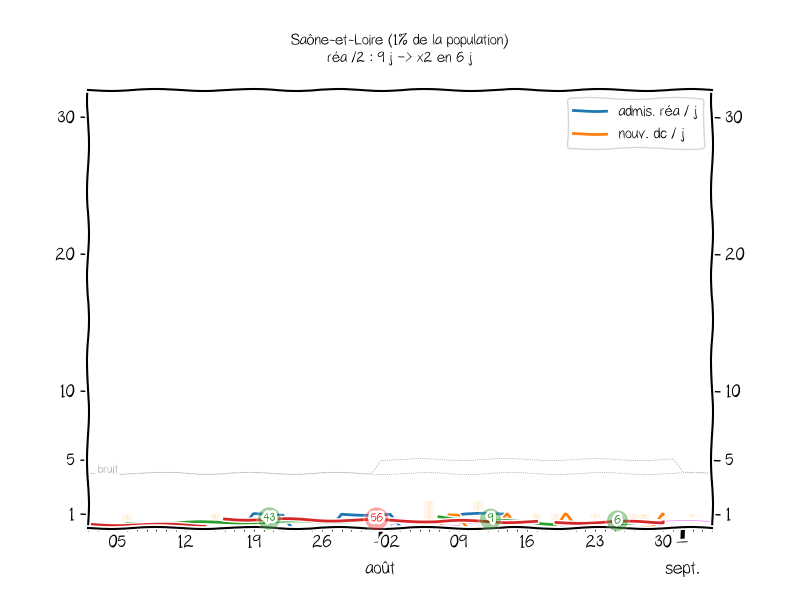 Saône-et-Loire (1% de la population)
réa /2 : 9 j -> x2 en 6 j
admis. réa / j
nouv. dc / j
30
30
20
20
10
10
5
5
bruit
1
1
43
56
9
6
05 12 19 26 02 09 16 23 30
août sept.